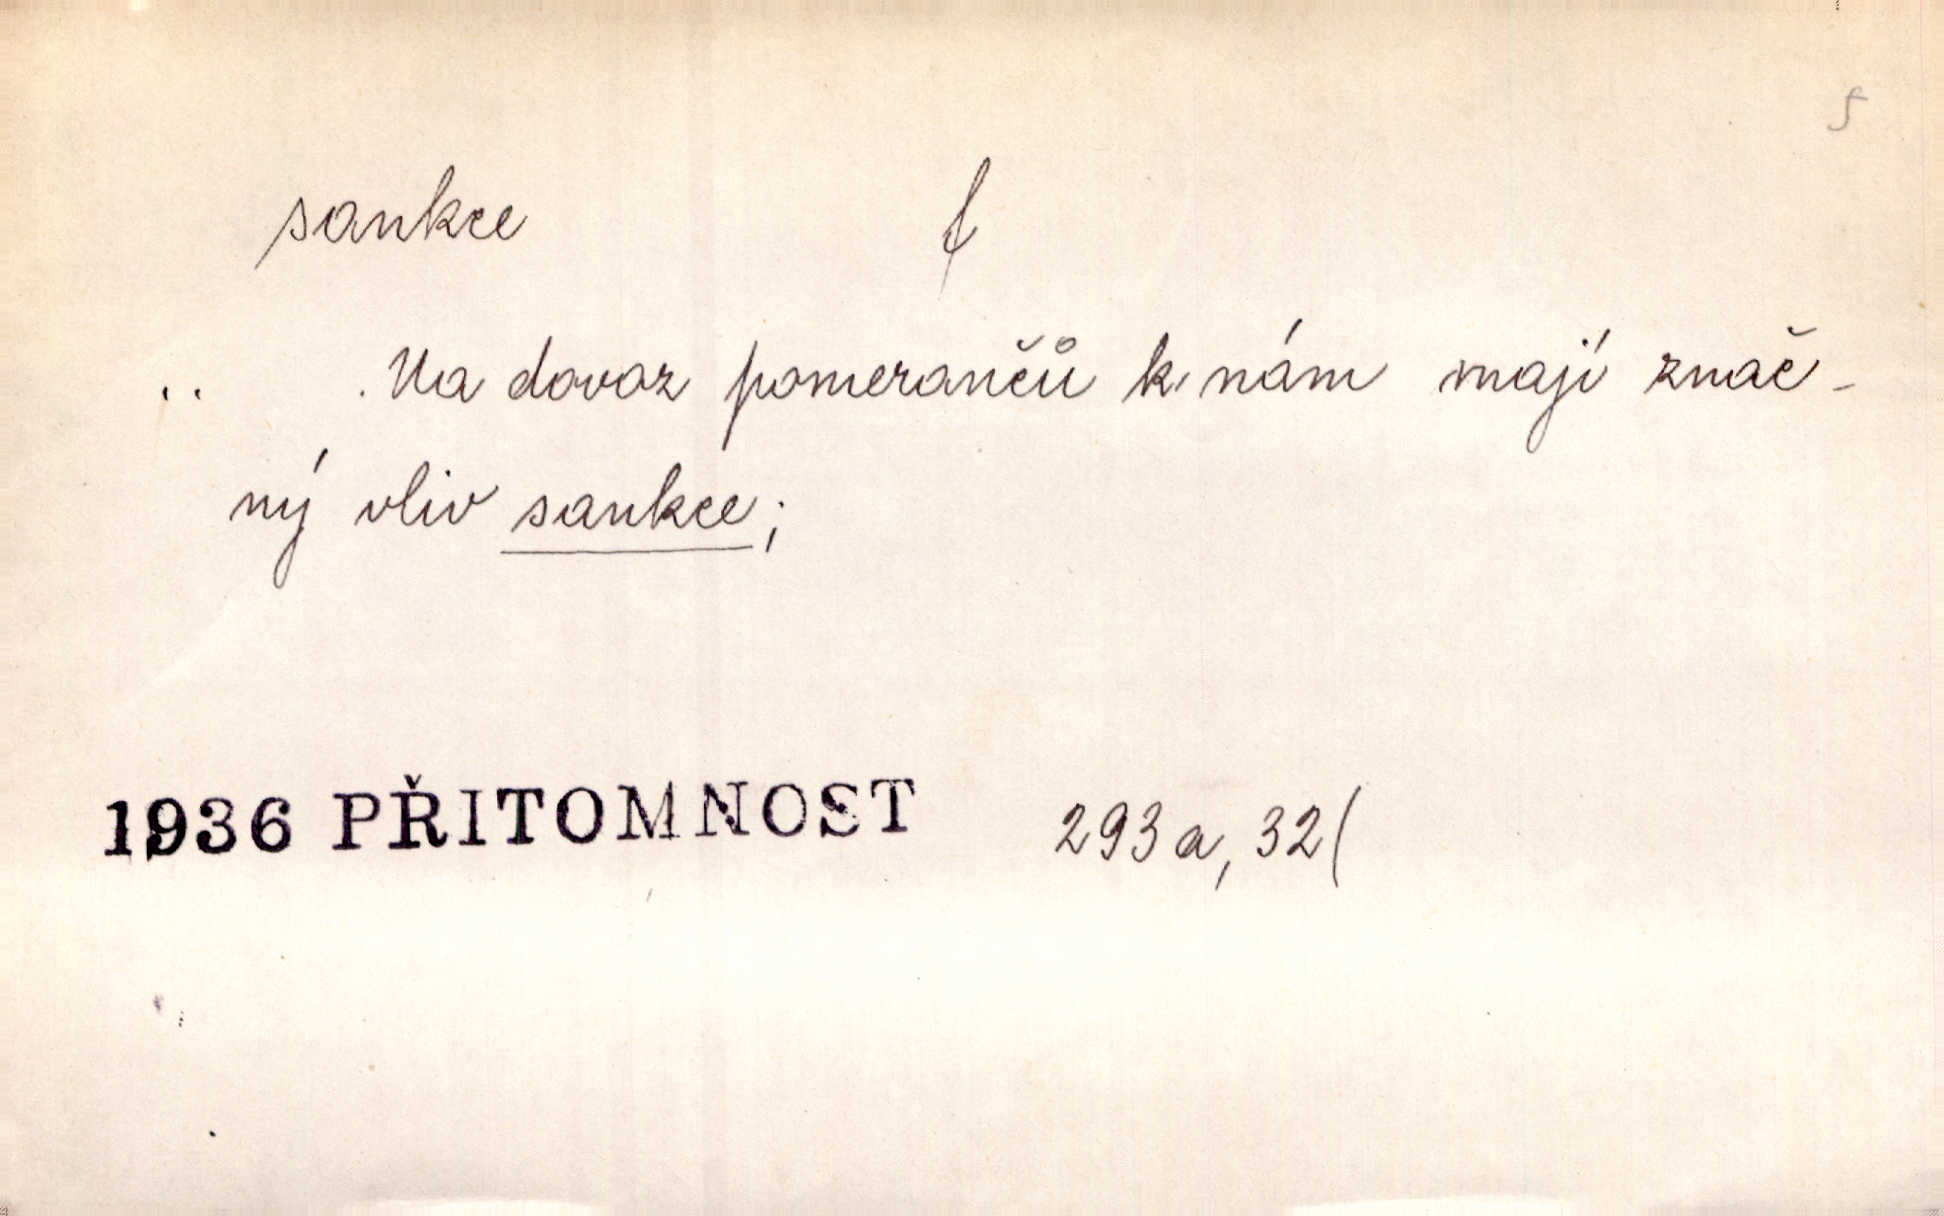 5
sankce f
.. . Na dovoz pomerančů k nám mají znač-
ný vliv sankce;
1936 PŘITOMNOST 293a, 32(